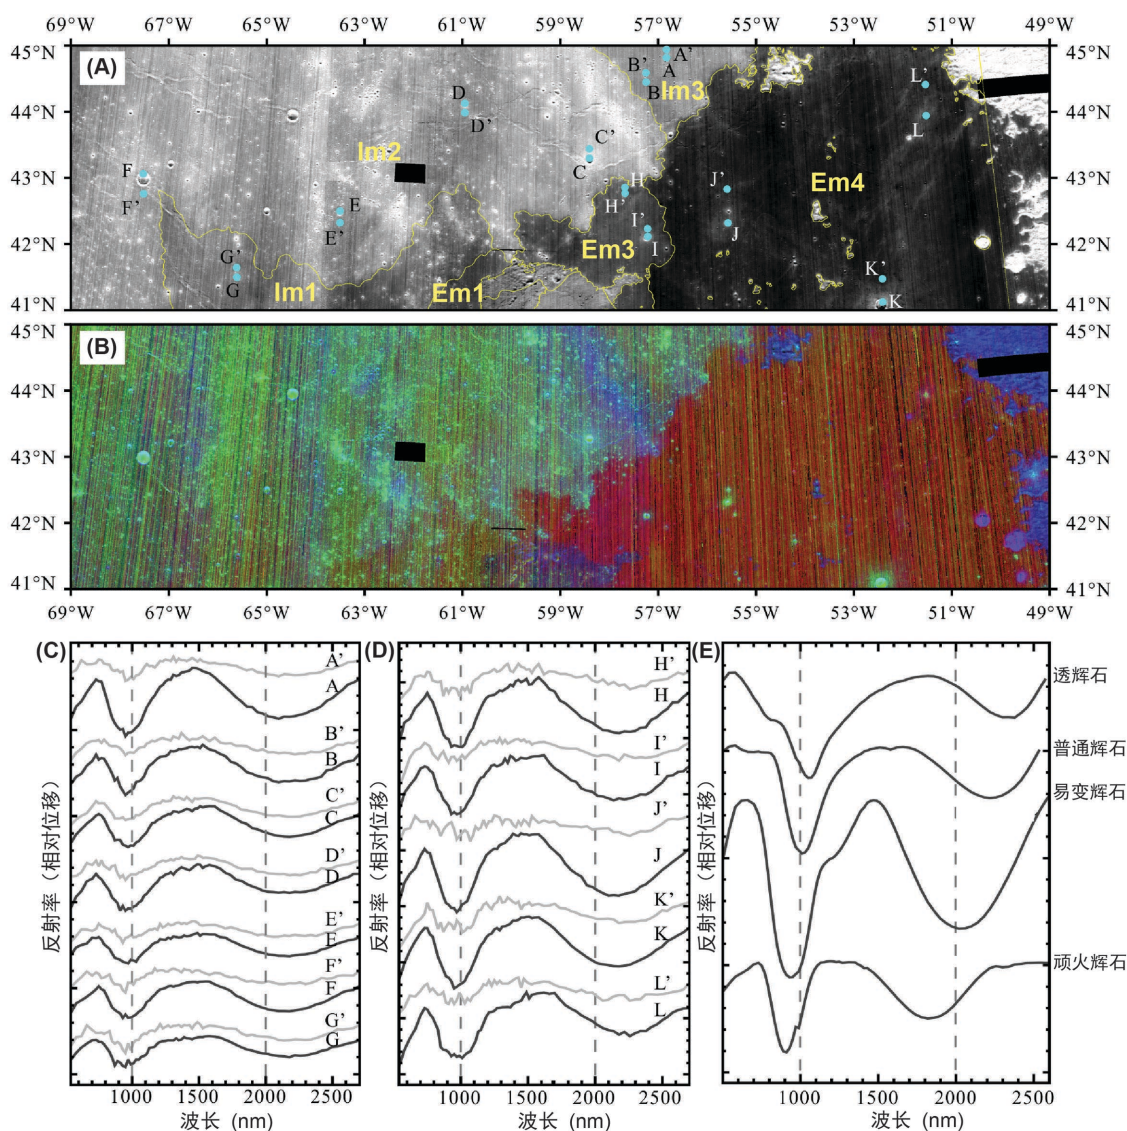 69°W 67°W 65°W 63°W 61°W 59°W 57°W 55°W 53°W 51°W 49°W
45°N (A) A' 45°N
B' A L'
D B Im3
44°N 44°N
D' C' L
Im2
F C
43°N H J' Em4 43°N
E H'
F' I'
E' J
42°N 42°N
G' Em3 I K'
G Im1 Em1
41°N K 41°N
45°N (B) 45°N
44°N 44°N
43°N 43°N
42°N 42°N
41°N 41°N
69°W 67°W 65°W 63°W 61°W 59°W 57°W 55°W 53°W 51°W 49°W
(C)
反射率（相对位移）
A'
A
B'
B
C'
C
D'
D
E'
E
F'
F
G'
G
1000 1500 2000 2500
波长 (nm)
(D)
反射率（相对位移）
H'
H
I'
I
J'
J
K'
K
L'
L
1000 1500 2000 2500
波长 (nm)
(E)
反射率（相对位移）
透辉石
普通辉石
易变辉石
顽火辉石
1000 1500 2000 2500
波长 (nm)